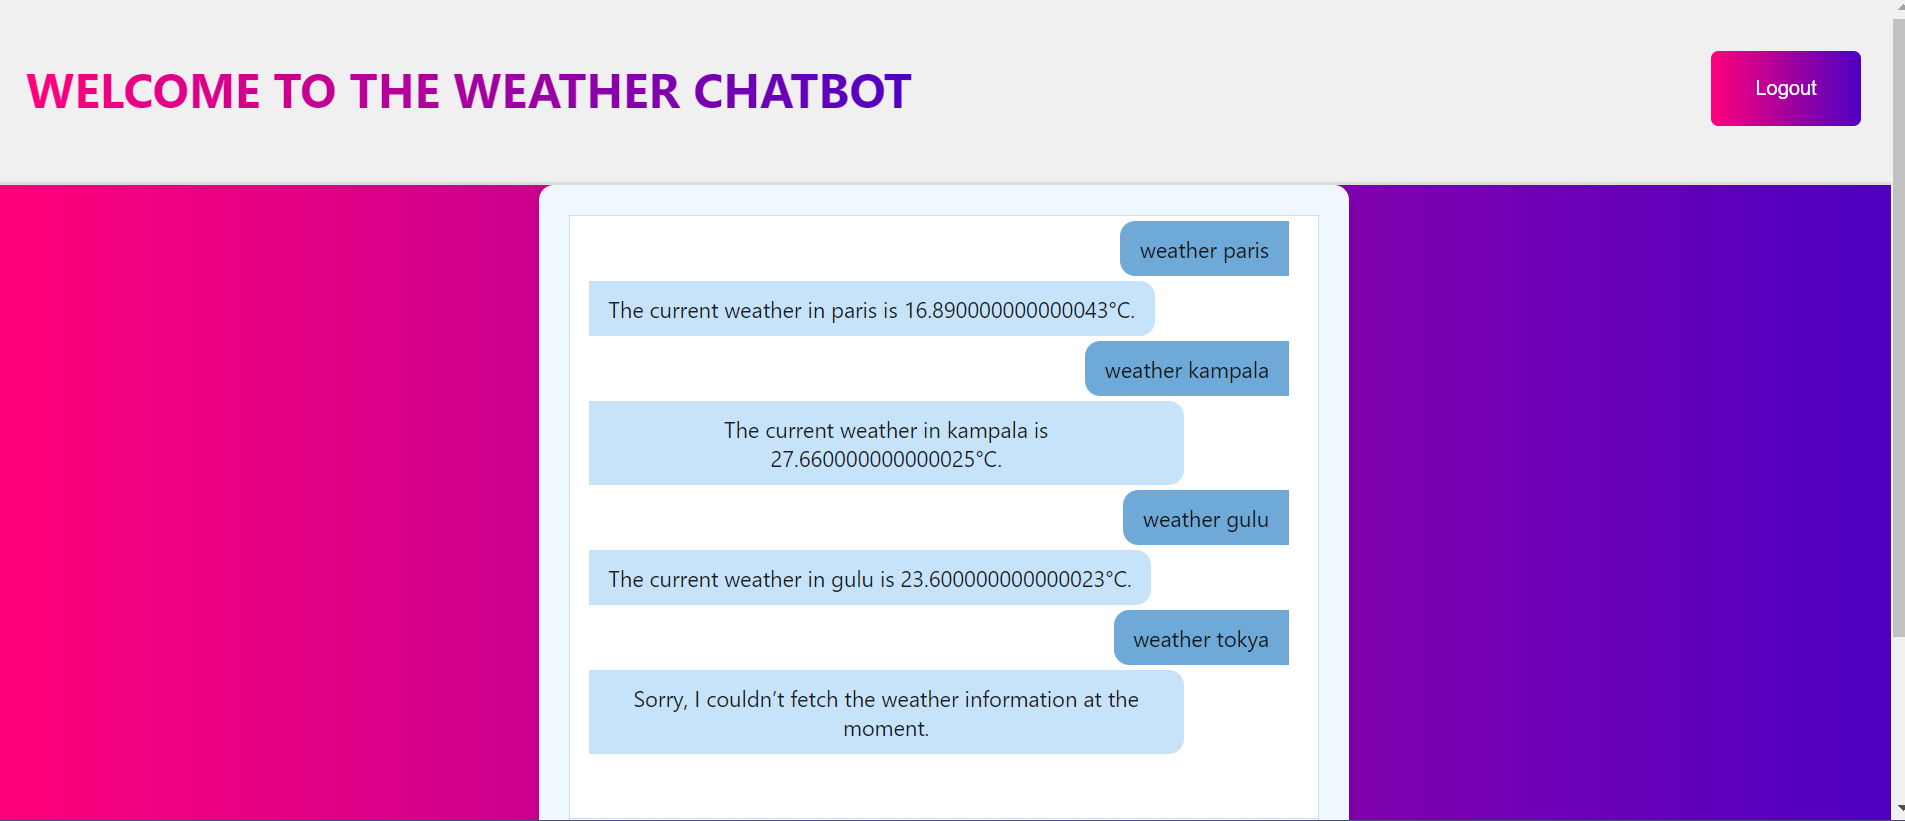 WELCOME TO THE WEATHER CHATBOT
Logout
weather paris
The current weather in paris is 16.890000000000043°C.
weather kampala
The current weather in kampala is
27.660000000000025°C.
weather gulu
The current weather in gulu is 23.600000000000023°C.
weather tokya
Sorry, I couldn’t fetch the weather information at the
moment.